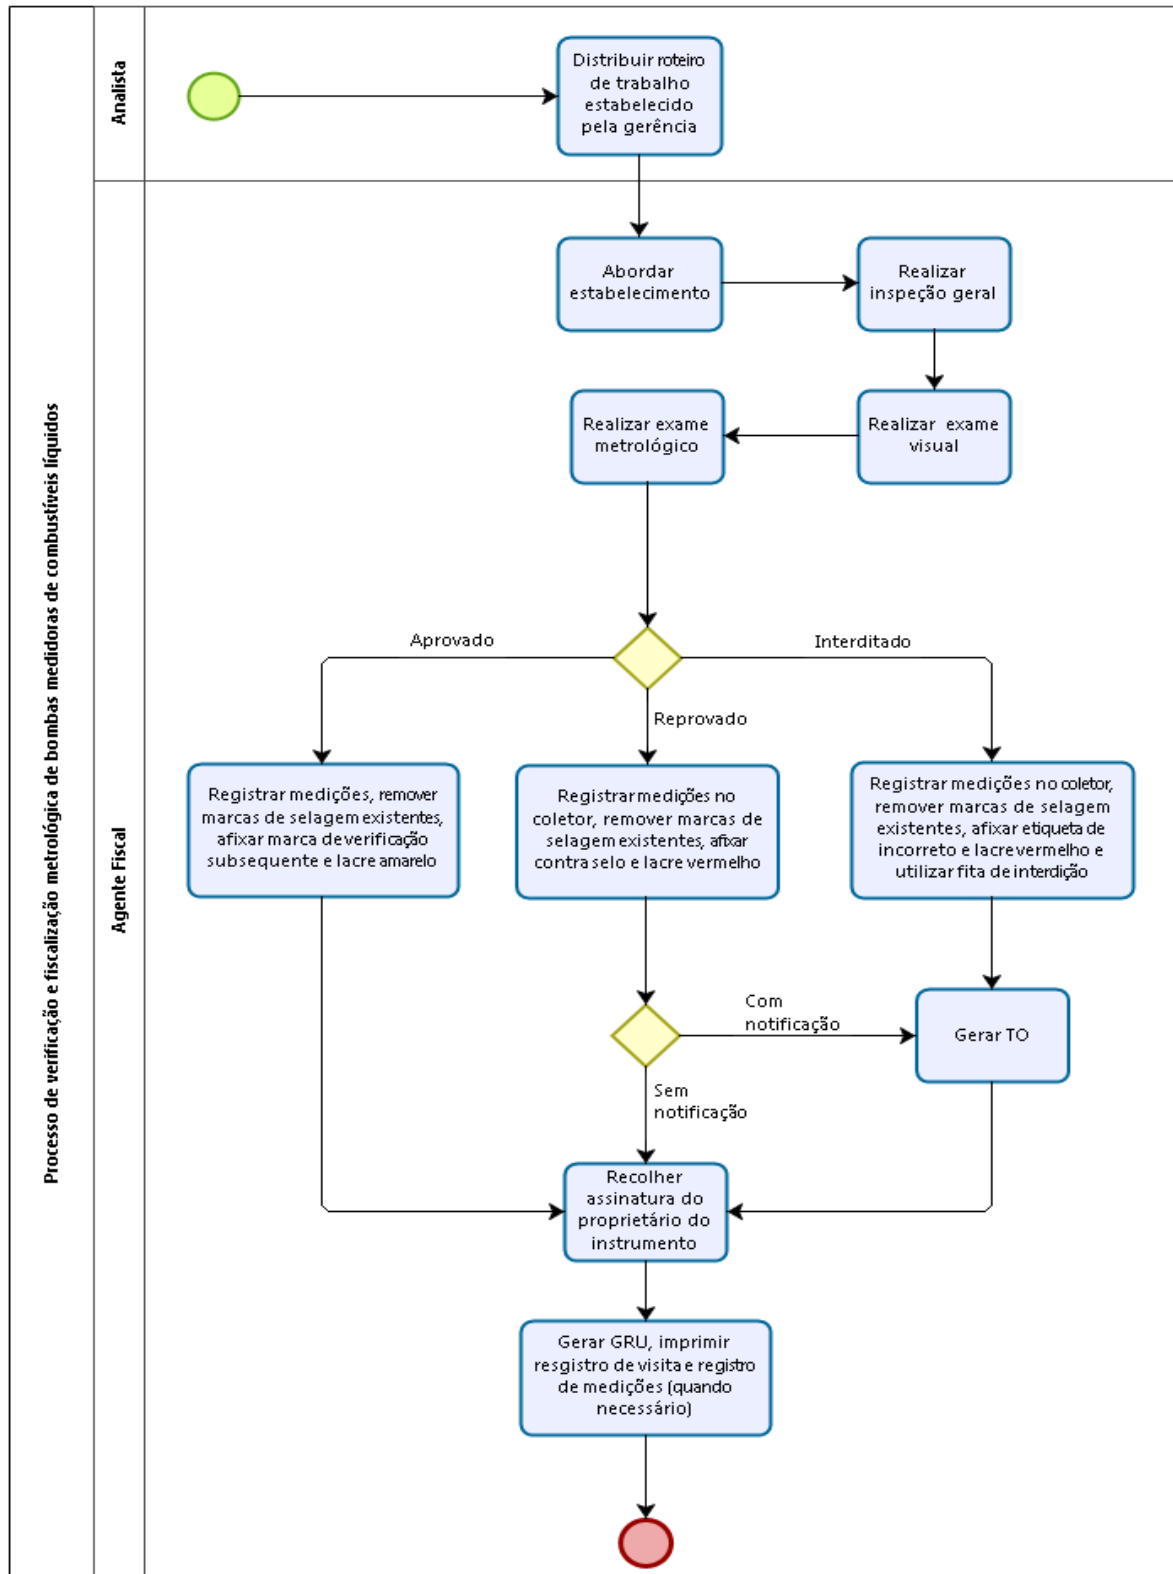 Processo de verificação e fiscalização metrológica de bombas medidoras de combustíveis líquidos
Analista
Distribuir roteiro
de trabalho
estabelecido
pela gerência
Agente Fiscal
Abordar
estabelecimento
Realizar
inspeção geral
Realizar exame
metrológico
Realizar exame
visual
Aprovado
Interditado
Reprovado
Registrar medições, remover
marcas de selagem existentes,
afixar marca de verificação
subsequente e lacre amarelo
Registrar medições no
coletor, remover marcas de
selagem existentes, afixar
contra selo e lacre vermelho
Registrar medições no coletor,
remover marcas de selagem
existentes, afixar etiqueta de
incorreto e lacre vermelho e
utilizar fita de interdição
Com
notificação
Gerar TO
Sem
notificação
Recolher
assinatura do
proprietário do
instrumento
Gerar GRU, imprimir
resgistro de visita e registro
de medições (quando
necessário)